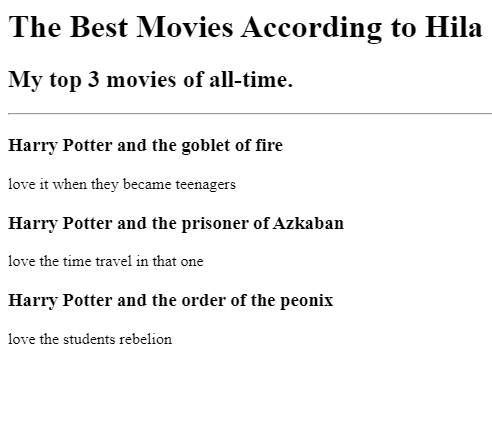 The Best Movies According to Hila
My top 3 movies of all-time.
Harry Potter and the goblet of fire
love it when they became teenagers
Harry Potter and the prisoner of Azkaban
love the time travel in that one
Harry Potter and the order of the peonix
love the students rebelion